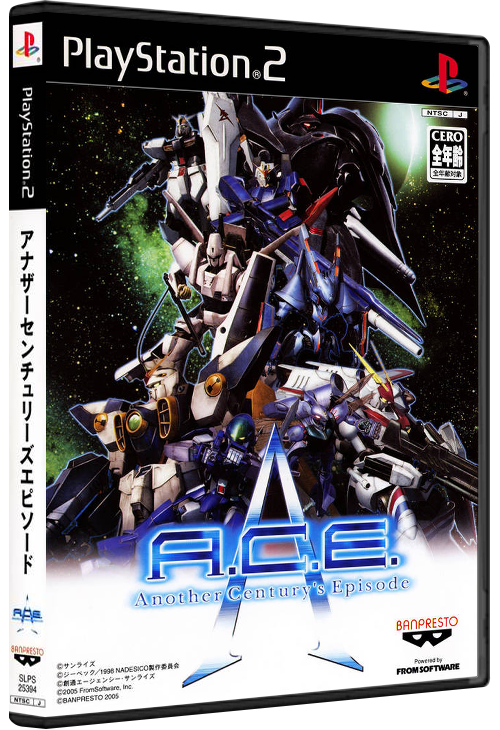 PlayStation®2
PlayStation®2
NTSC J
CERO
全年齢
全年齢対象
アナザーセンチュリーズエピソード
A.C.E.
Another Century's Episode
A.C.E.
BANPRESTO
SLPS
25394
NTSC J
©サンライズ
©ジーベック/1998 NADESICO製作委員会
©創通エージェンシー・サンライズ
©2005 FromSoftware, Inc.
©BANPRESTO 2005
BANPRESTO
Powered by
FROMSOFTWARE